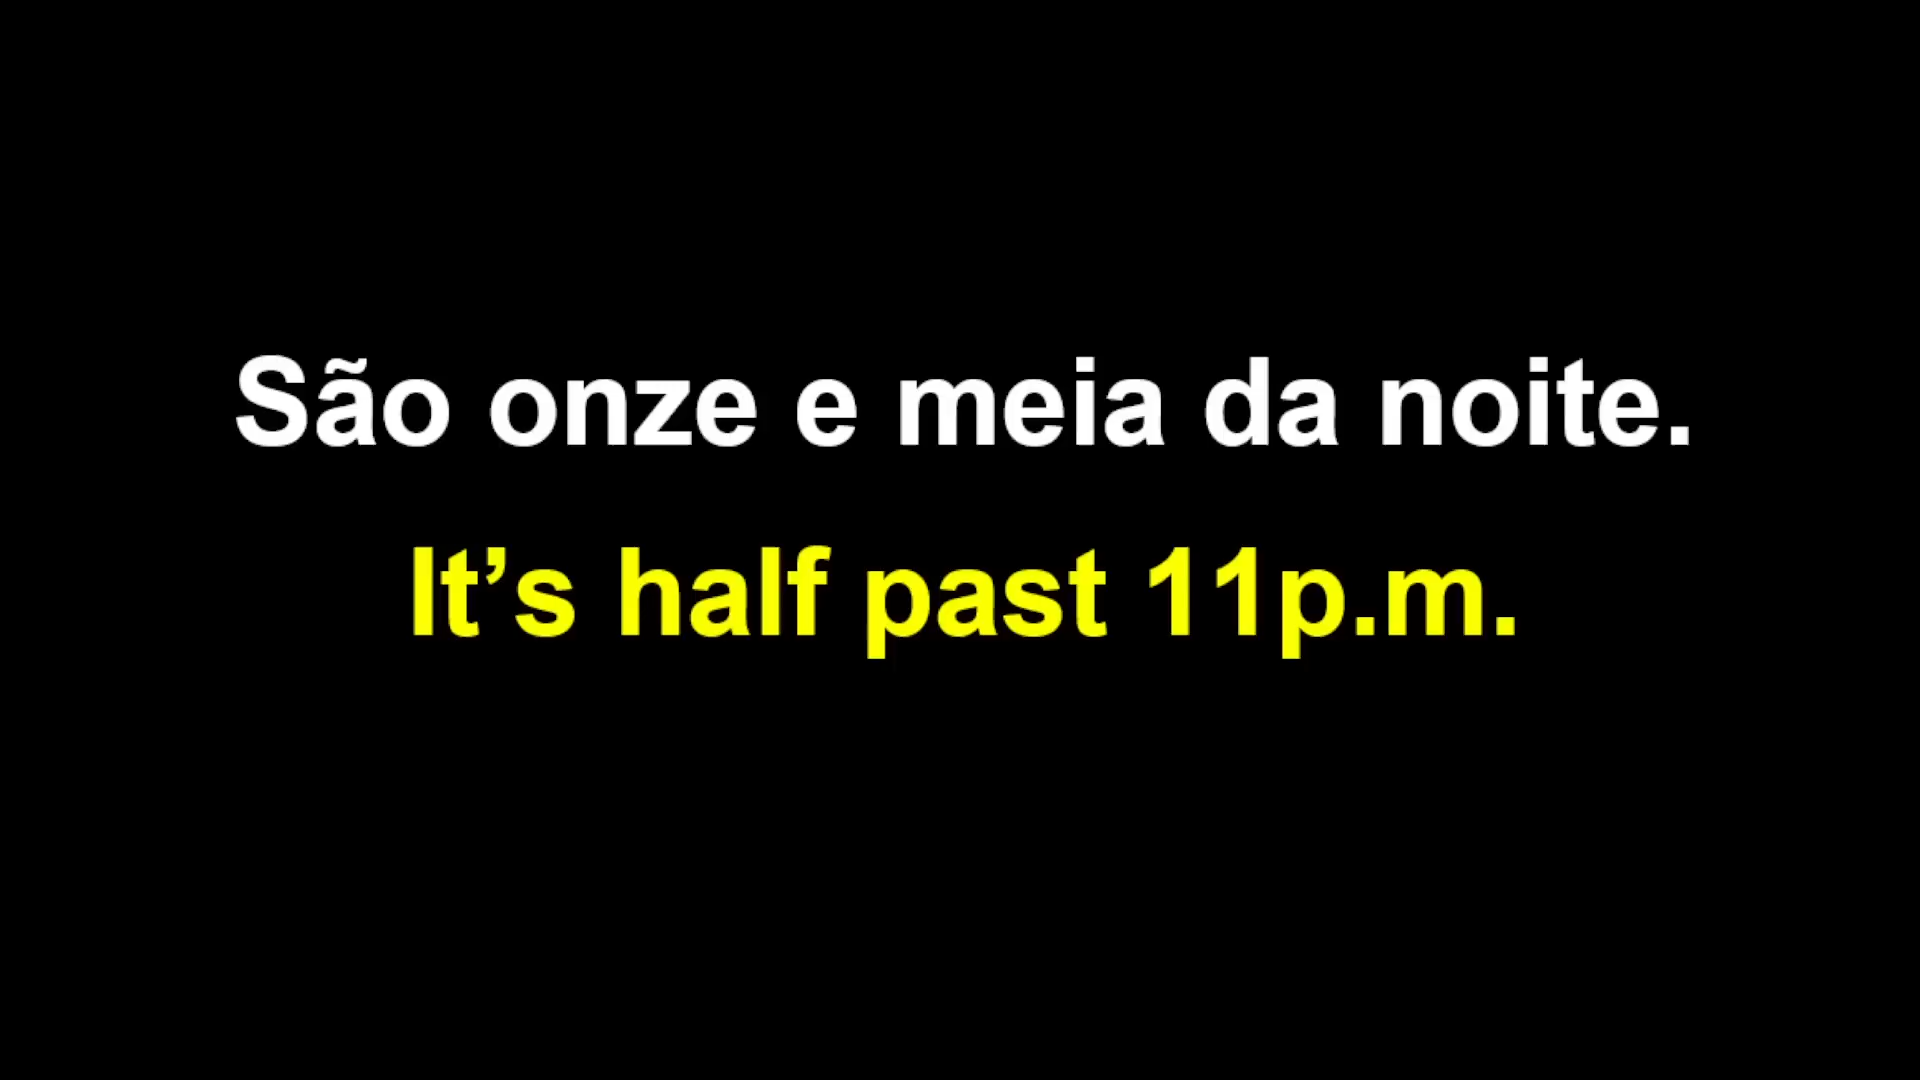 São onze e meia da noite.
It’s half past 11p.m.